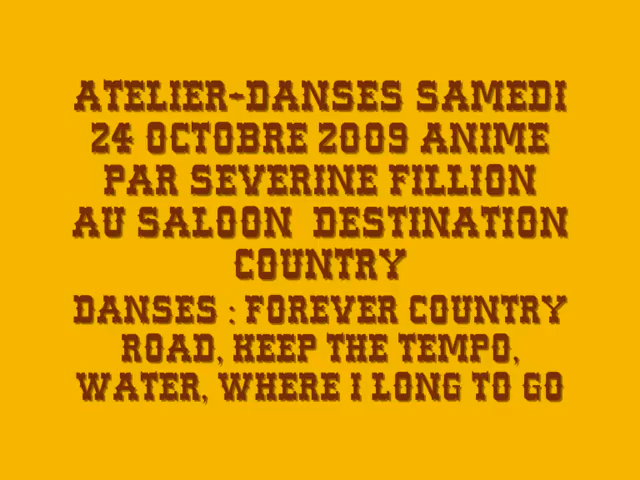 ATELIER-DANSES SAMEDI
24 OCTOBRE 2009 ANIME
PAR SEVERINE FILLION
AU SALOON DESTINATION
COUNTRY
DANSES : FOREVER COUNTRY
ROAD, KEEP THE TEMPO,
WATER, WHERE I LONG TO GO